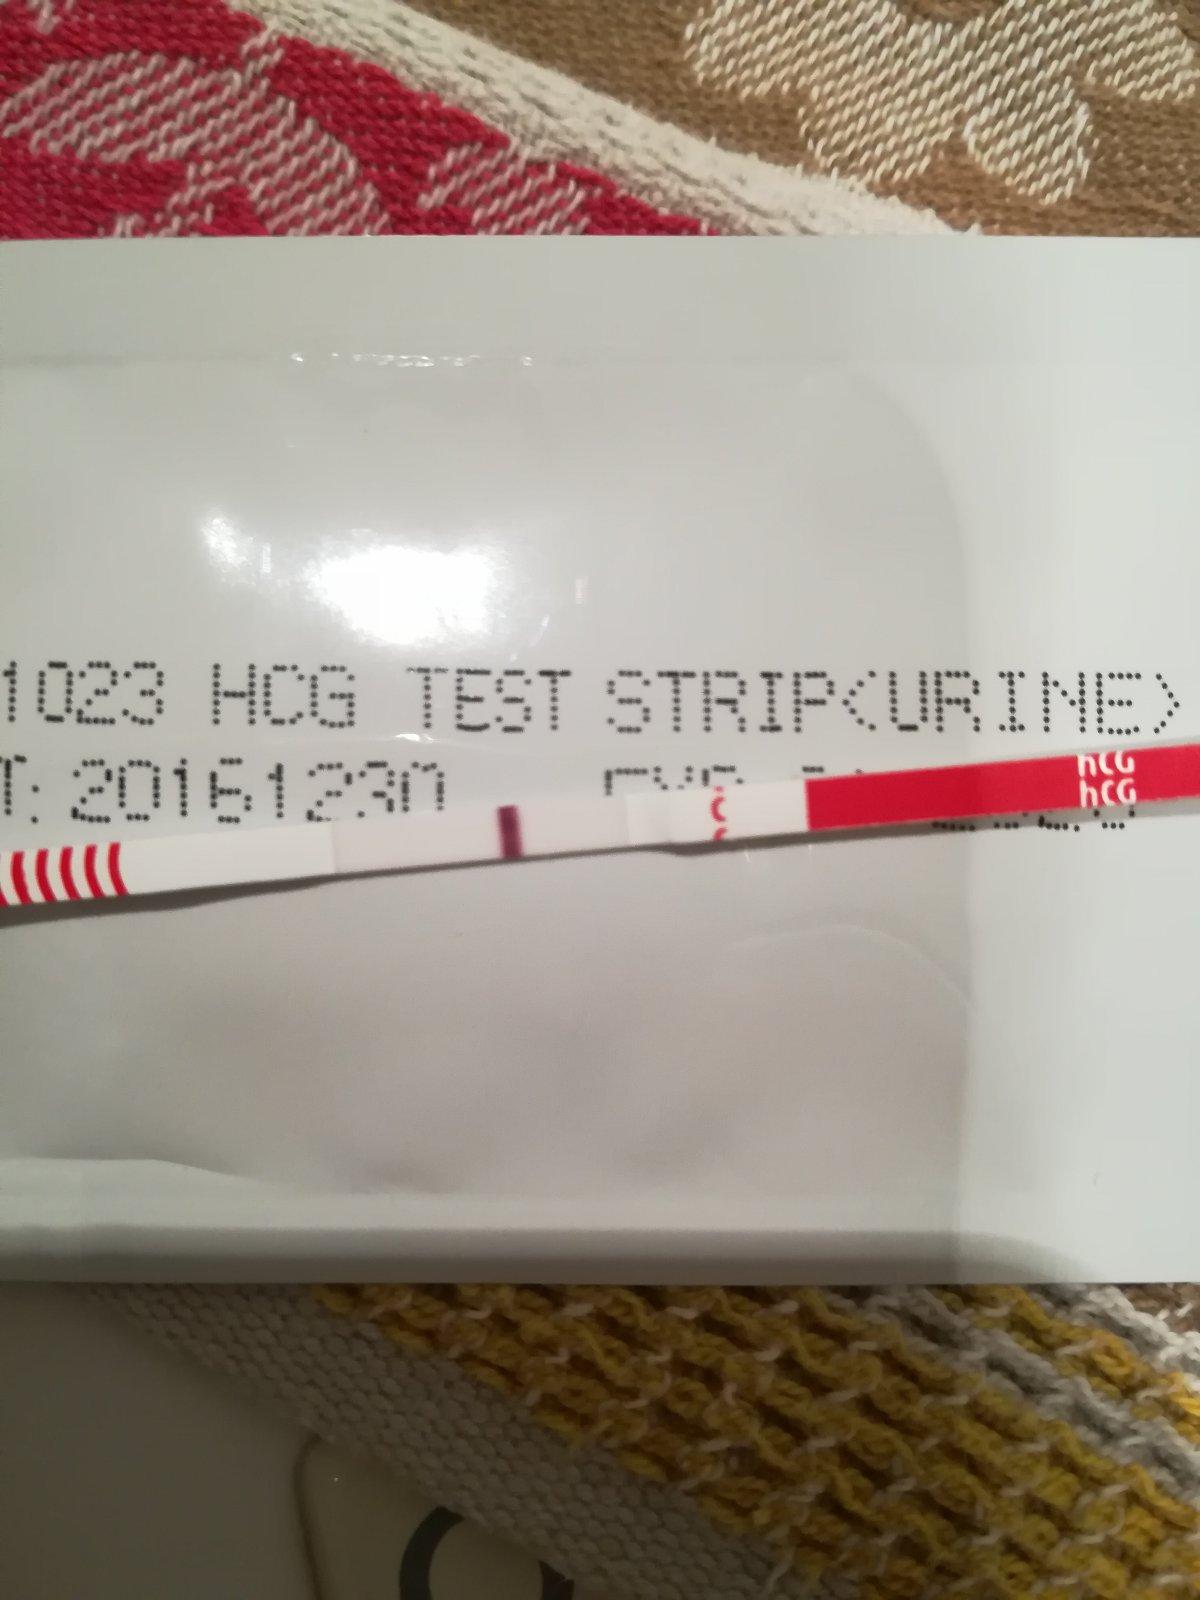 1023 HCG TEST STRIP(URINE)
T: 20161230
hCG
hCG